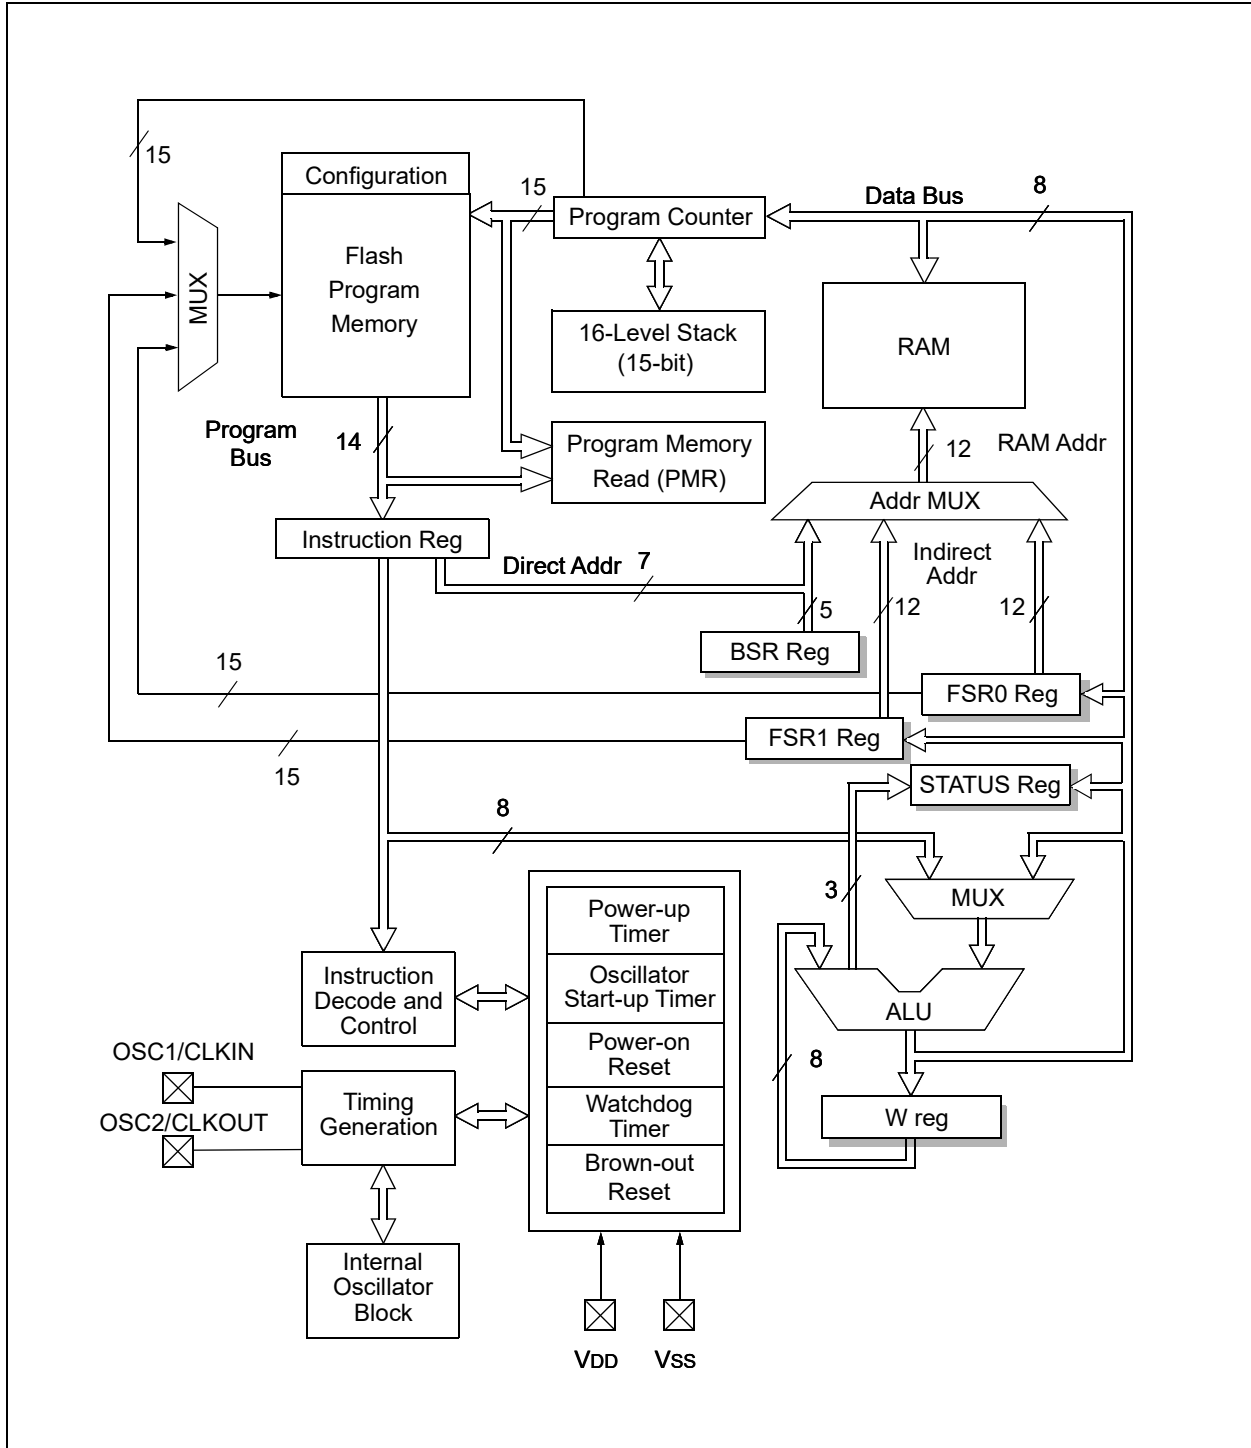 15
Configuration
15
Program Counter
Data Bus
8
Flash
Program
Memory
MUX
16-Level Stack
(15-bit)
RAM
Program
Bus
14
Program Memory
Read (PMR)
12
RAM Addr
Addr MUX
Instruction Reg
Direct Addr
7
Indirect
Addr
5
12
12
BSR Reg
15
FSR0 Reg
FSR1 Reg
15
STATUS Reg
8
3
MUX
Power-up
Timer
Oscillator
Start-up Timer
Instruction
Decode and
Control
ALU
Power-on
Reset
8
OSC1/CLKIN
OSC2/CLKOUT
Timing
Generation
Watchdog
Timer
W reg
Brown-out
Reset
Internal
Oscillator
Block
VDD
VSS